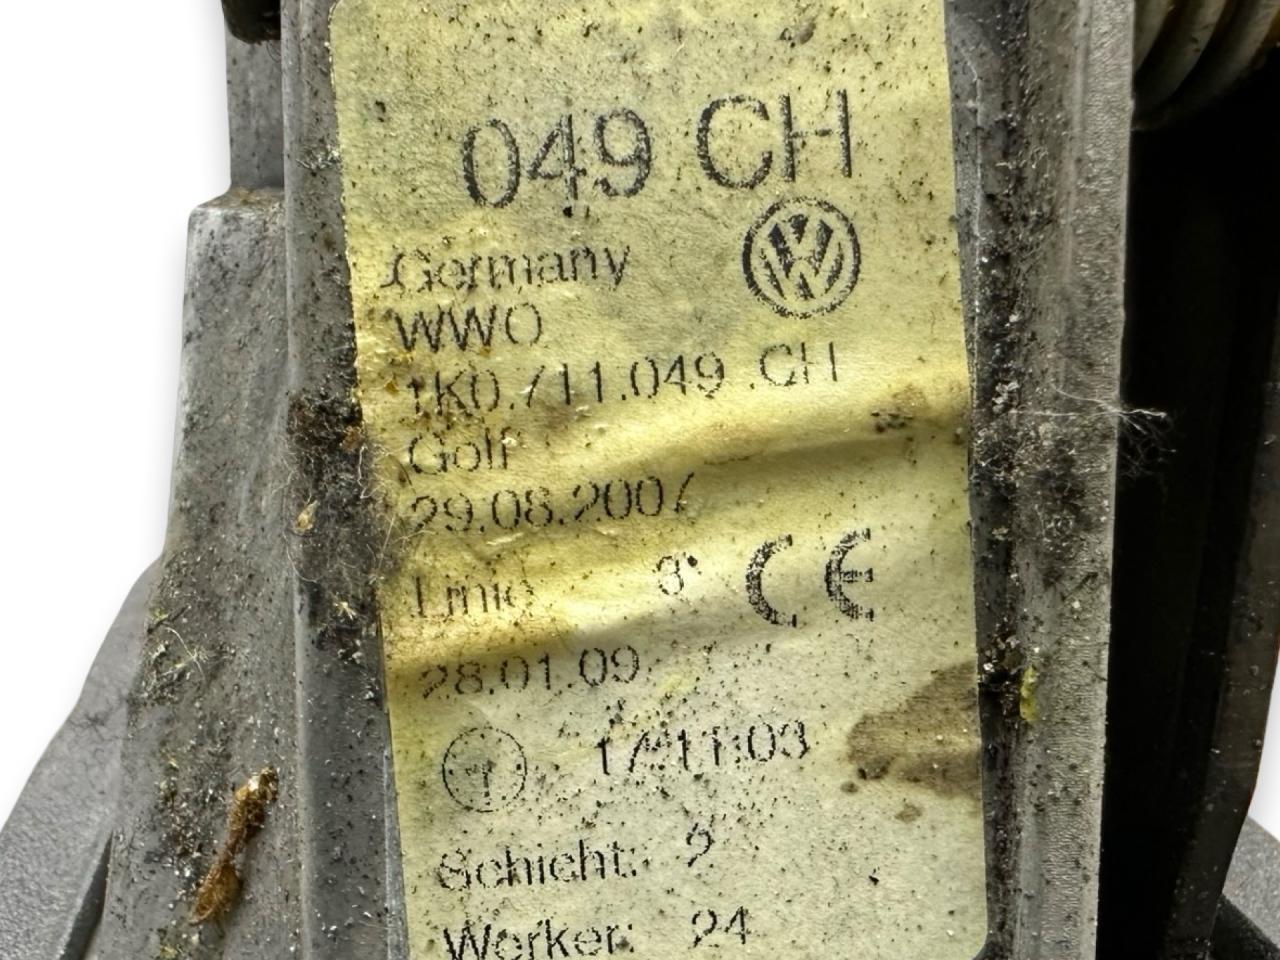 049 CH
Germany
WWO
1K0.711.049 .CH
Golf
29.08.2007
Linie 3
CE
28.01.09
17:11:03
Schicht: 2
Werker: 24